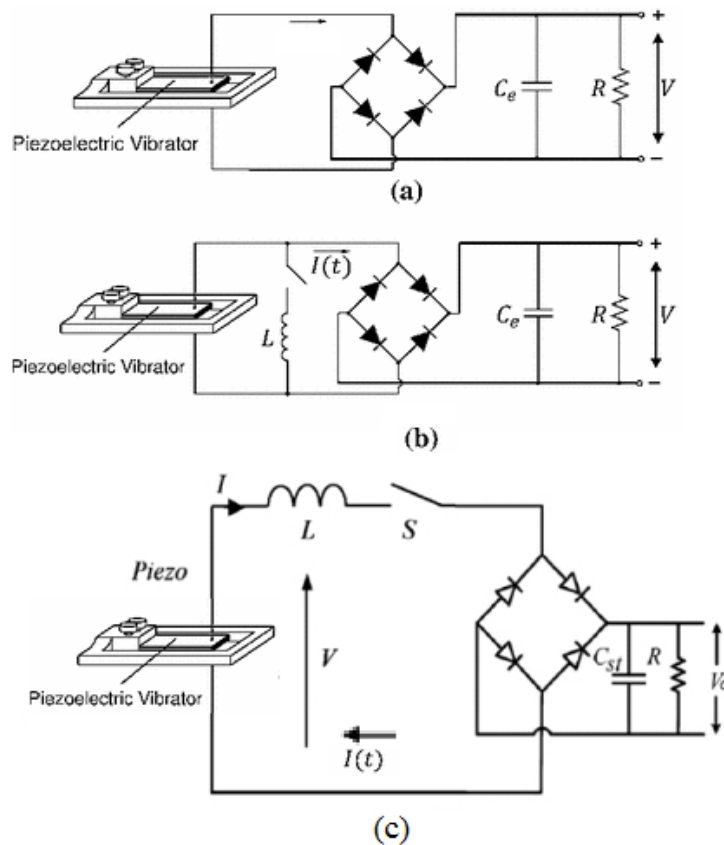 C_e
R
V
+
−
Piezoelectric Vibrator
(a)
I(t)
L
C_e
R
V
+
−
Piezoelectric Vibrator
(b)
I
L
S
Piezo
Piezoelectric Vibrator
V
I(t)
C_st
R